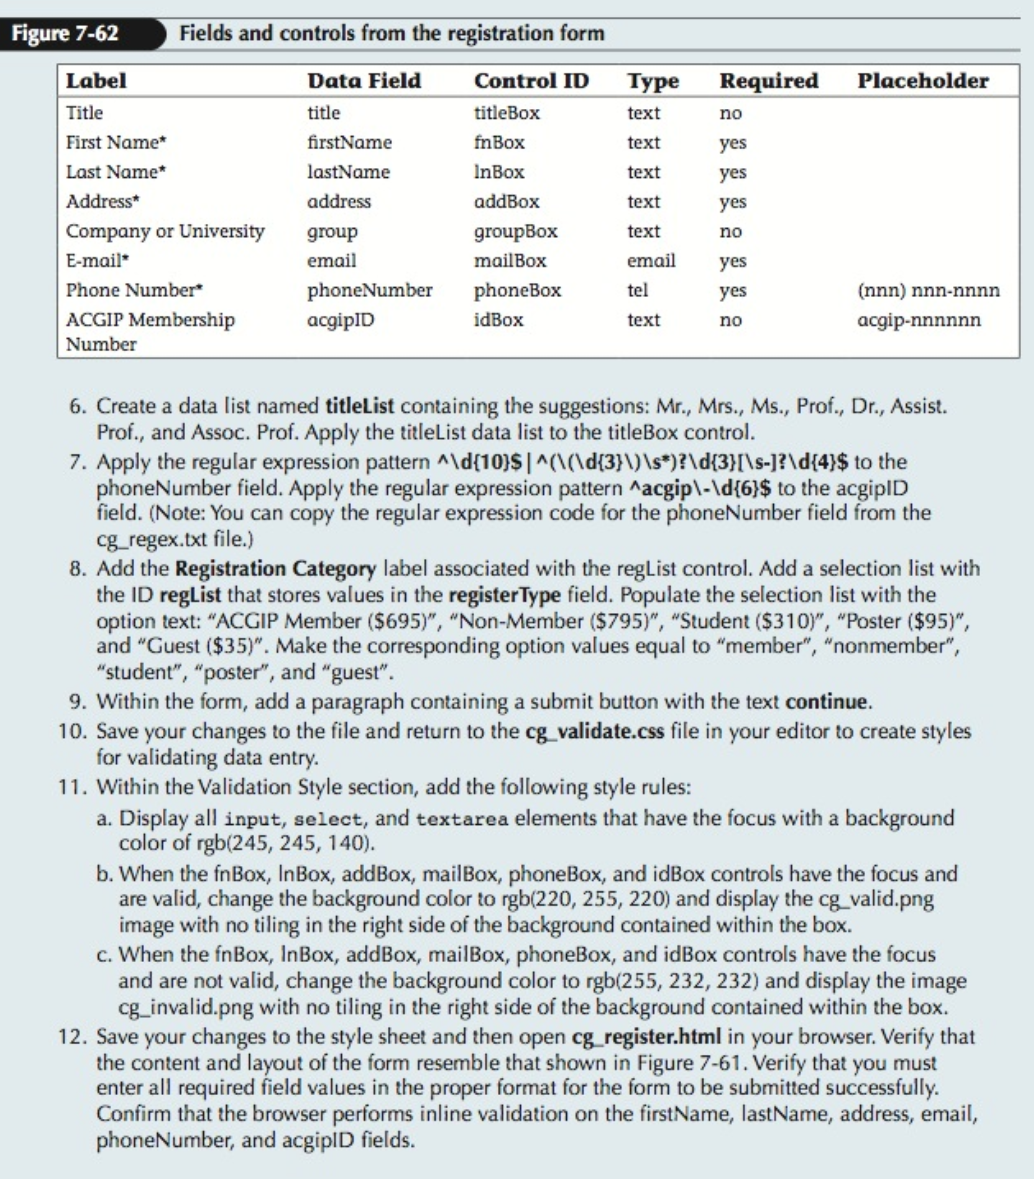 Figure 7-62 Fields and controls from the registration form
Label Data Field Control ID Type Required Placeholder
Title title titleBox text no
First Name* firstName fnBox text yes
Last Name* lastName lnBox text yes
Address* address addBox text yes
Company or University group groupBox text no
E-mail* email mailBox email yes
Phone Number* phoneNumber phoneBox tel yes (nnn) nnn-nnnn
ACGIP Membership acgipID idBox text no acgip-nnnnnn
Number
6. Create a data list named titleList containing the suggestions: Mr., Mrs., Ms., Prof., Dr., Assist.
Prof., and Assoc. Prof. Apply the titleList data list to the titleBox control.
7. Apply the regular expression pattern ^\d{10}$|^(\(\d{3}\)\s*)?\d{3}[\s-]?\d{4}$ to the
phoneNumber field. Apply the regular expression pattern ^acgip\-\d{6}$ to the acgipID
field. (Note: You can copy the regular expression code for the phoneNumber field from the
cg_regex.txt file.)
8. Add the Registration Category label associated with the regList control. Add a selection list with
the ID regList that stores values in the registerType field. Populate the selection list with the
option text: “ACGIP Member ($695)”, “Non-Member ($795)”, “Student ($310)”, “Poster ($95)”,
and “Guest ($35)”. Make the corresponding option values equal to “member”, “nonmember”,
“student”, “poster”, and “guest”.
9. Within the form, add a paragraph containing a submit button with the text continue.
10. Save your changes to the file and return to the cg_validate.css file in your editor to create styles
for validating data entry.
11. Within the Validation Style section, add the following style rules:
a. Display all input, select, and textarea elements that have the focus with a background
color of rgb(245, 245, 140).
b. When the fnBox, lnBox, addBox, mailBox, phoneBox, and idBox controls have the focus and
are valid, change the background color to rgb(220, 255, 220) and display the cg_valid.png
image with no tiling in the right side of the background contained within the box.
c. When the fnBox, lnBox, addBox, mailBox, phoneBox, and idBox controls have the focus
and are not valid, change the background color to rgb(255, 232, 232) and display the image
cg_invalid.png with no tiling in the right side of the background contained within the box.
12. Save your changes to the style sheet and then open cg_register.html in your browser. Verify that
the content and layout of the form resemble that shown in Figure 7-61. Verify that you must
enter all required field values in the proper format for the form to be submitted successfully.
Confirm that the browser performs inline validation on the firstName, lastName, address, email,
phoneNumber, and acgipID fields.